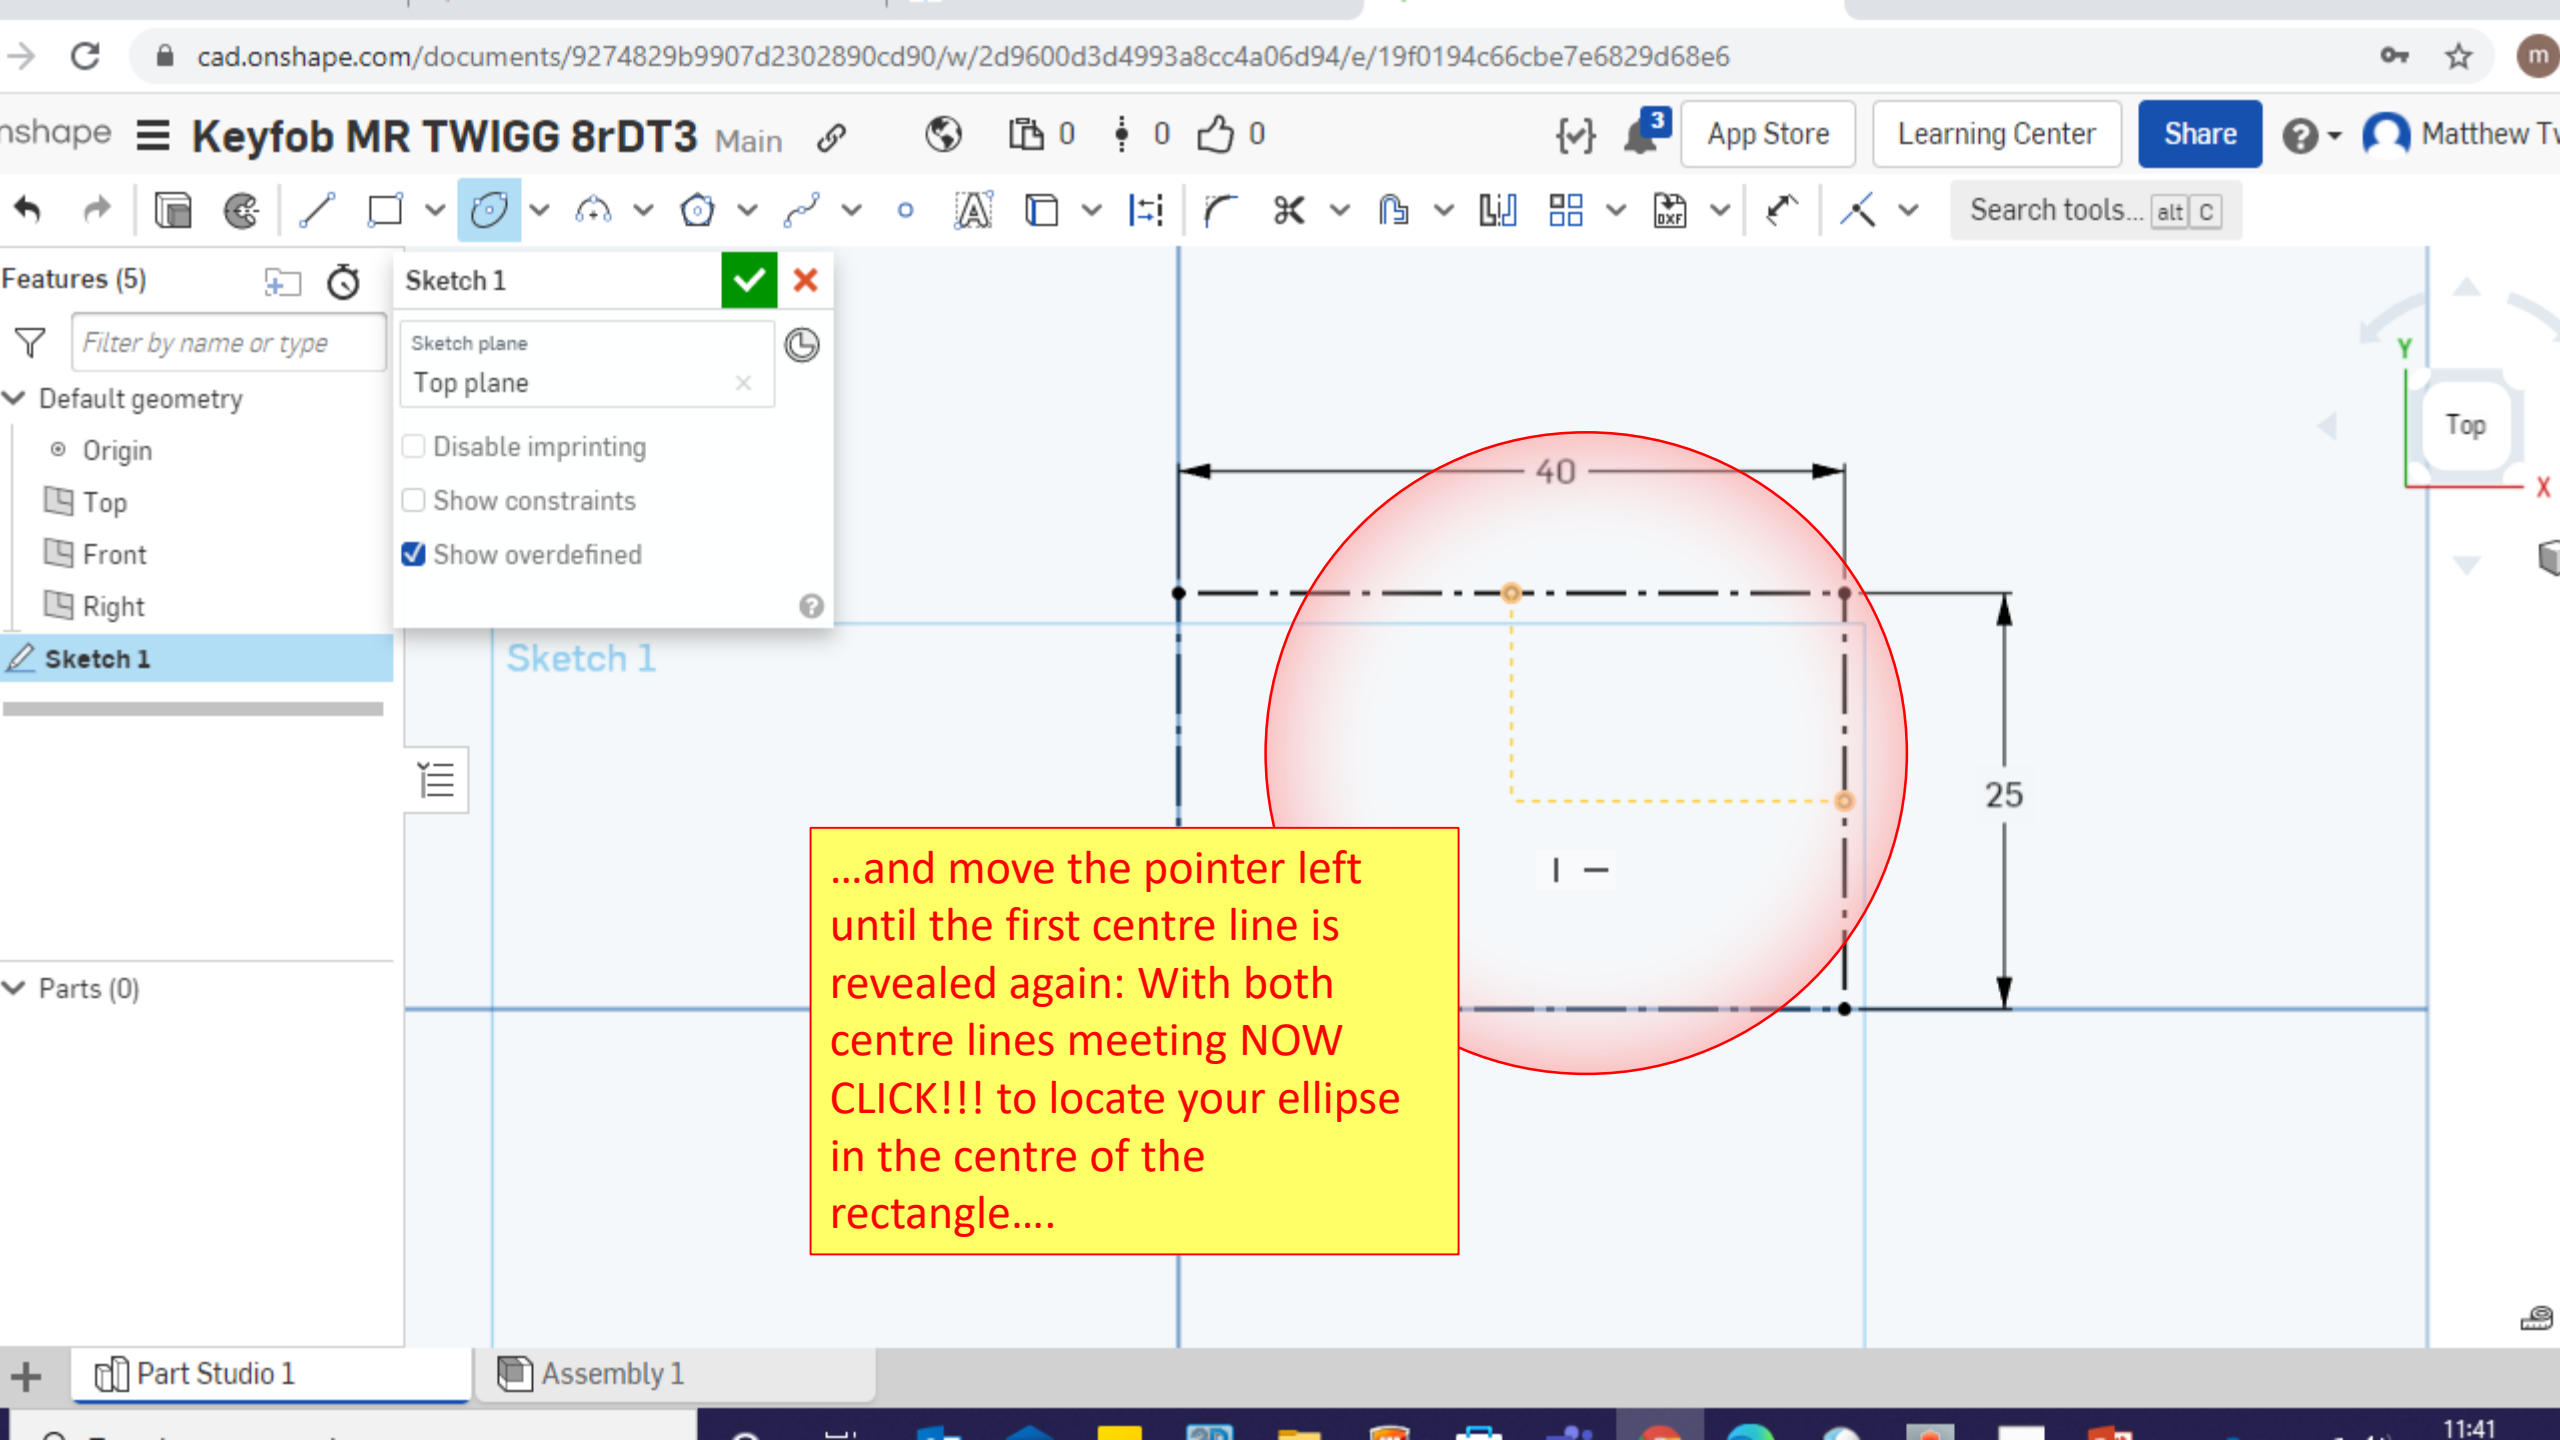 cad.onshape.com/documents/9274829b9907d2302890cd90/w/2d9600d3d4993a8cc4a06d94/e/19f0194c66cbe7e6829d68e6
m
nshape Keyfob MR TWIGG 8rDT3 Main 0 0 0 3 App Store Learning Center Share ? Matthew Tw
DXF Search tools... alt C
Features (5)
Filter by name or type
Default geometry
Origin
Top
Front
Right
Sketch 1
Parts (0)
Sketch 1
Sketch plane
Top plane
Disable imprinting
Show constraints
Show overdefined
Sketch 1
40
25
Y
Top
X
...and move the pointer left
until the first centre line is
revealed again: With both
centre lines meeting NOW
CLICK!!! to locate your ellipse
in the centre of the
rectangle....
Part Studio 1
Assembly 1
11:41